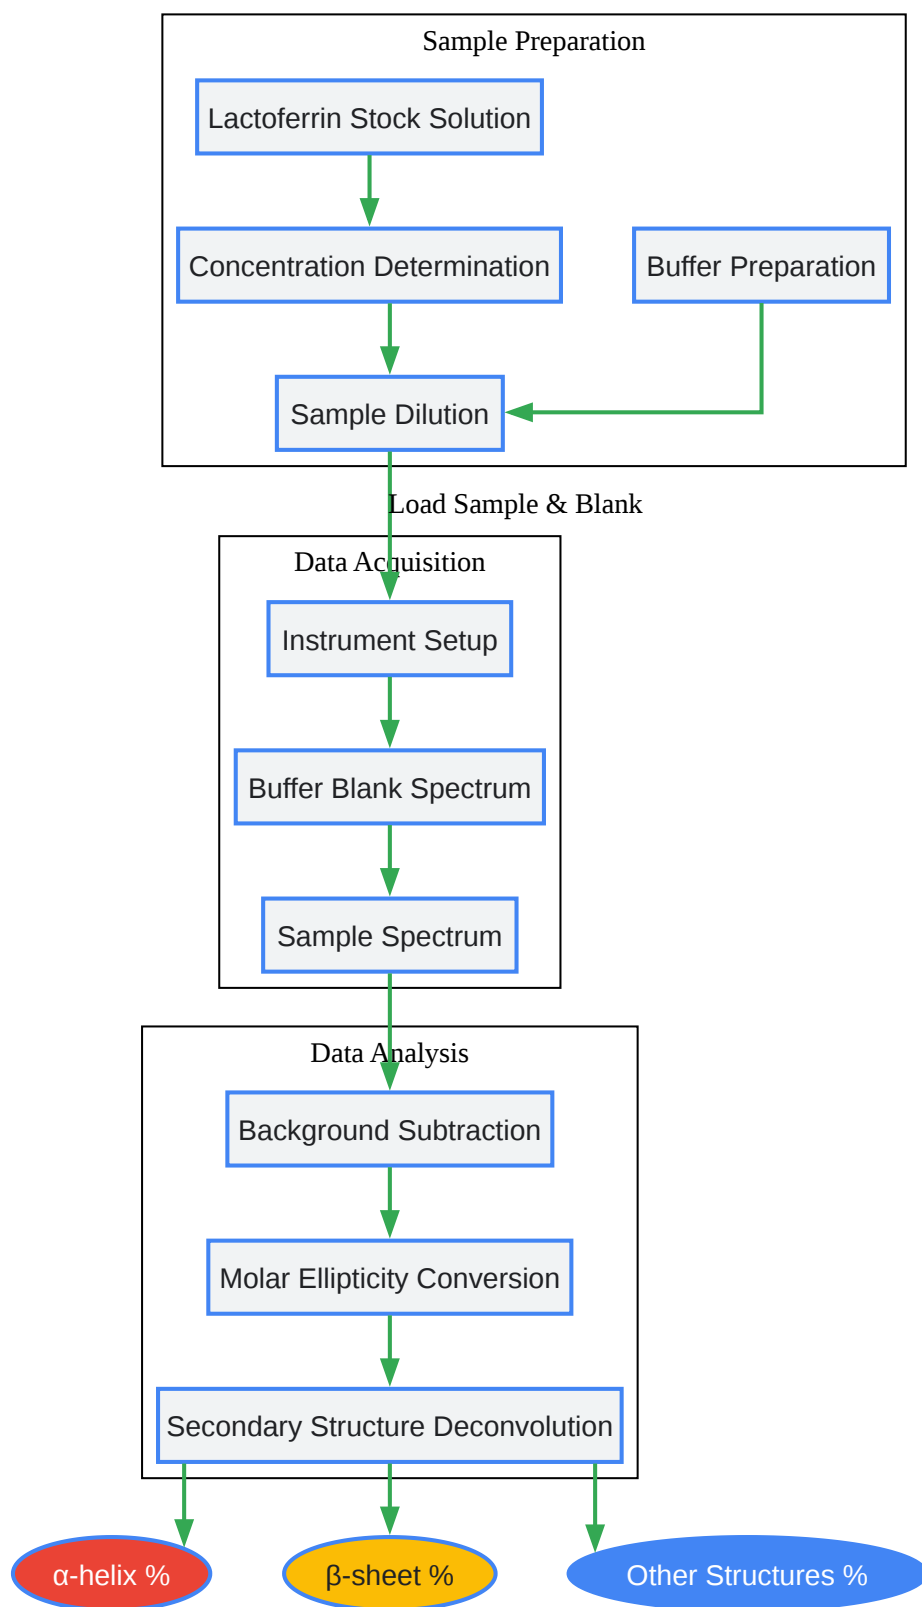 Sample Preparation
Lactoferrin Stock Solution
Concentration Determination
Buffer Preparation
Sample Dilution
Load Sample & Blank
Data Acquisition
Instrument Setup
Buffer Blank Spectrum
Sample Spectrum
Data Analysis
Background Subtraction
Molar Ellipticity Conversion
Secondary Structure Deconvolution
α-helix %
β-sheet %
Other Structures %